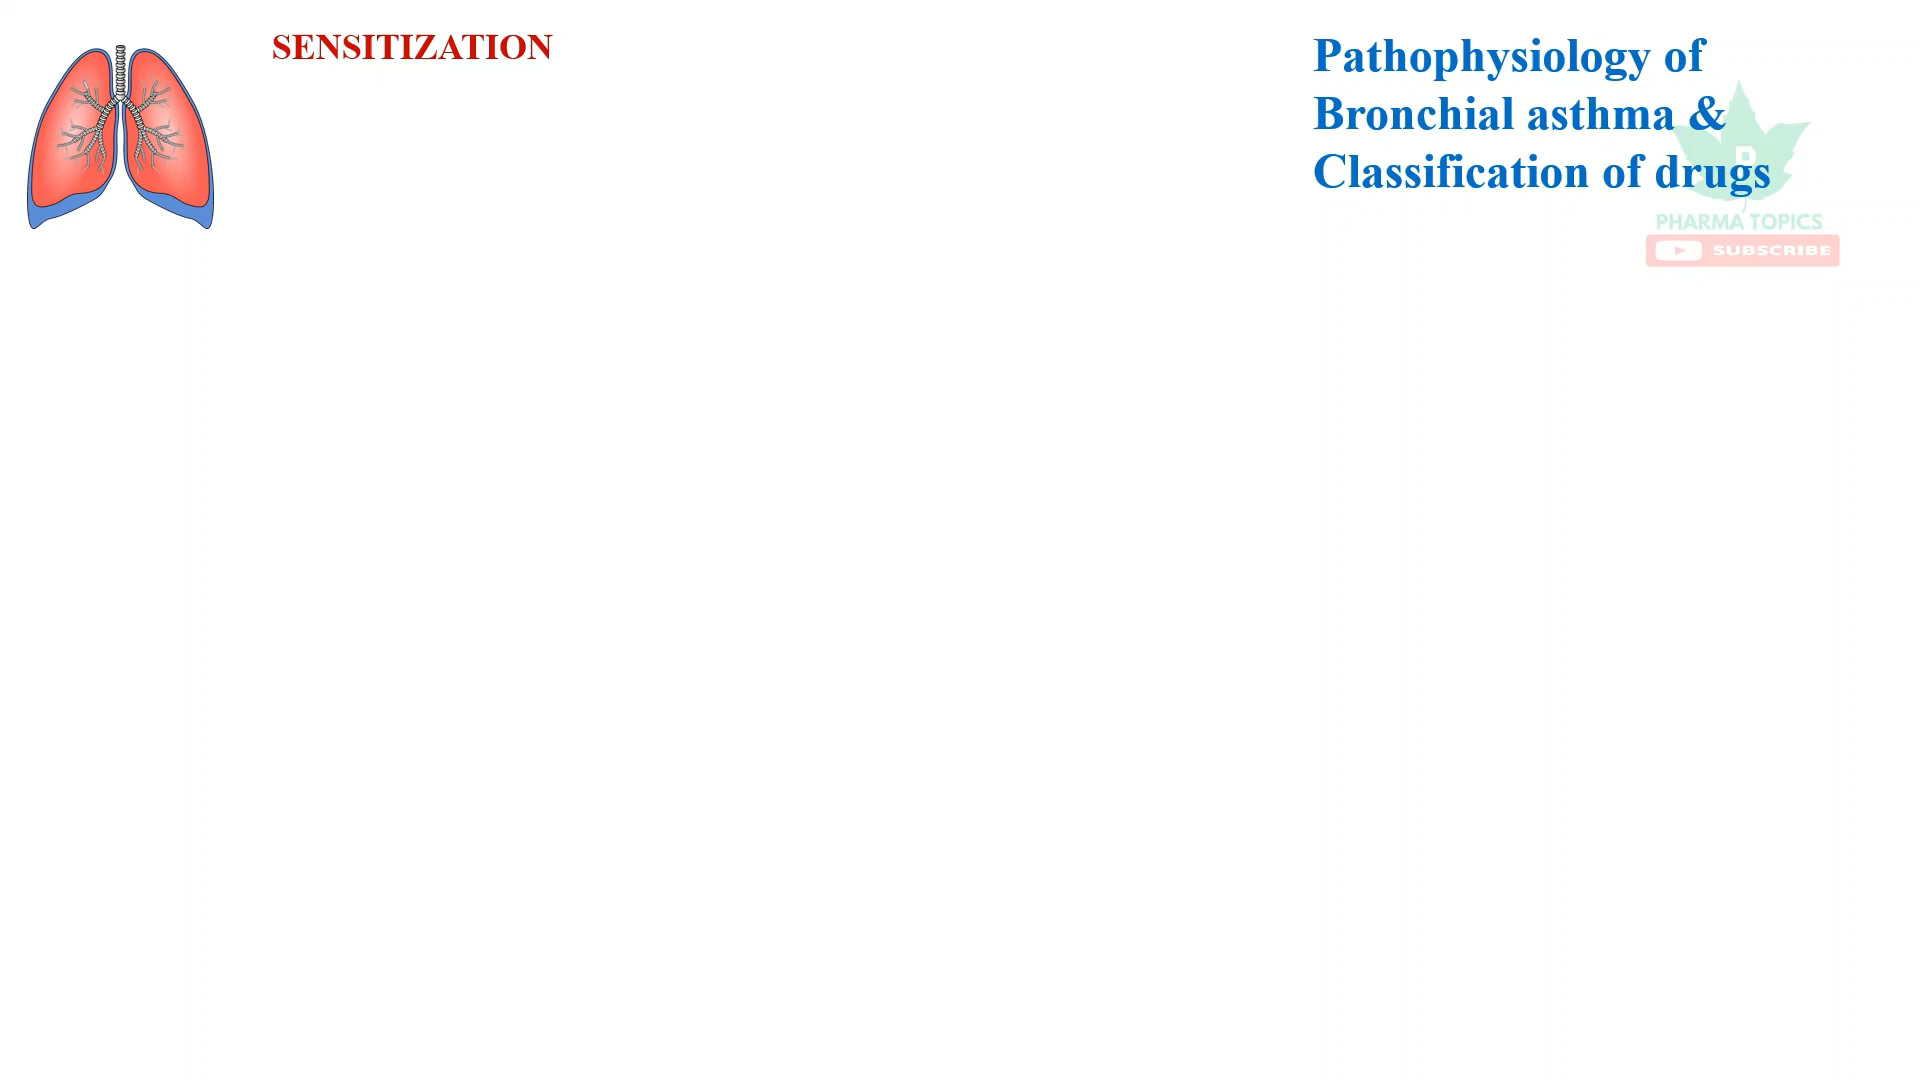 SENSITIZATION
Pathophysiology of
Bronchial asthma &
Classification of drugs
P
PHARMA TOPICS
SUBSCRIBE